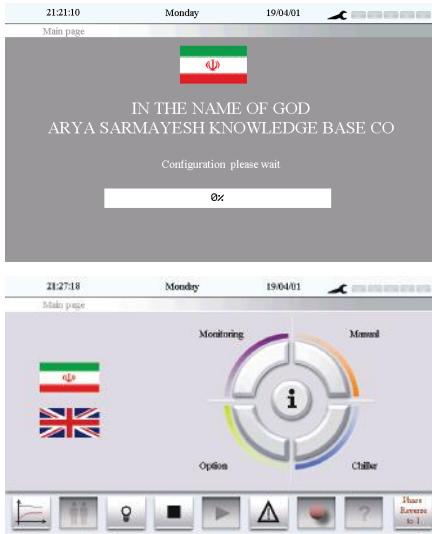 21:21:10 Monday 19/04/01
Main page
IN THE NAME OF GOD
ARYA SARMAYESH KNOWLEDGE BASE CO
Configuration please wait
0%
21:27:18 Monday 19/04/01
Main page
Monitoring Manual
i
Option Chiller
?
Phase
Reverse
to 1